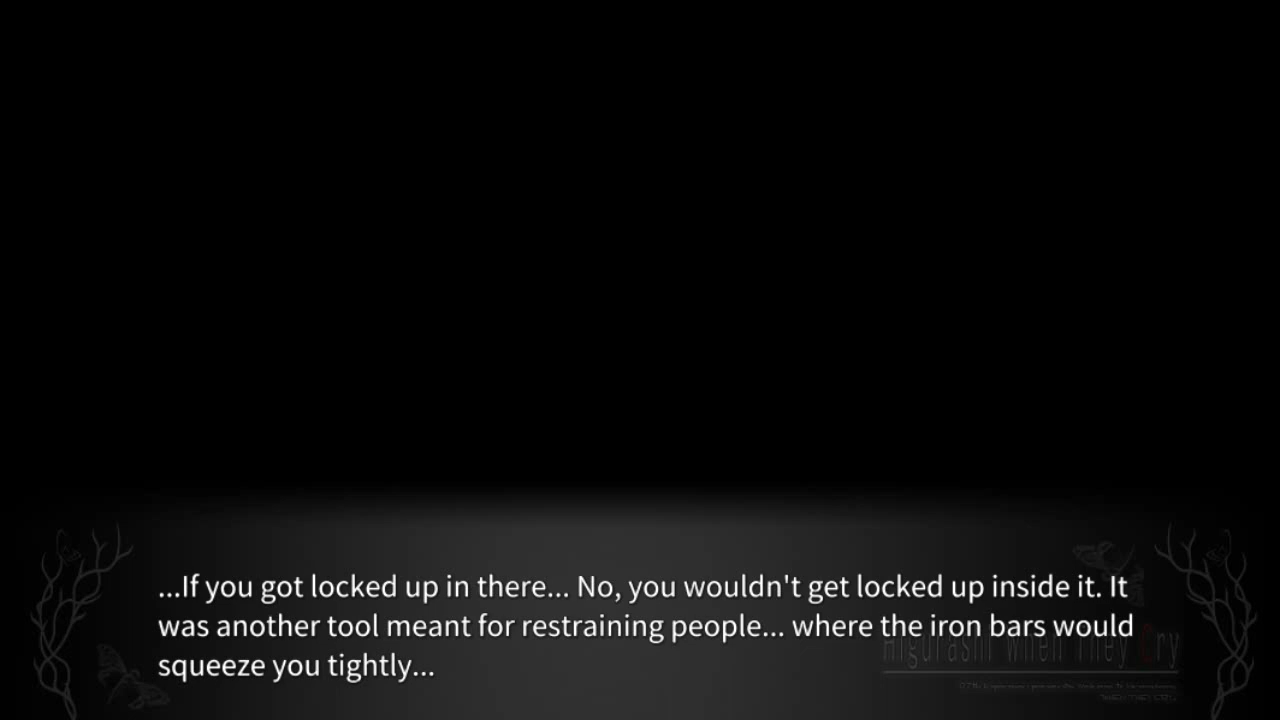 ...If you got locked up in there... No, you wouldn't get locked up inside it. It
was another tool meant for restraining people... where the iron bars would
squeeze you tightly...
Higurashi When They Cry